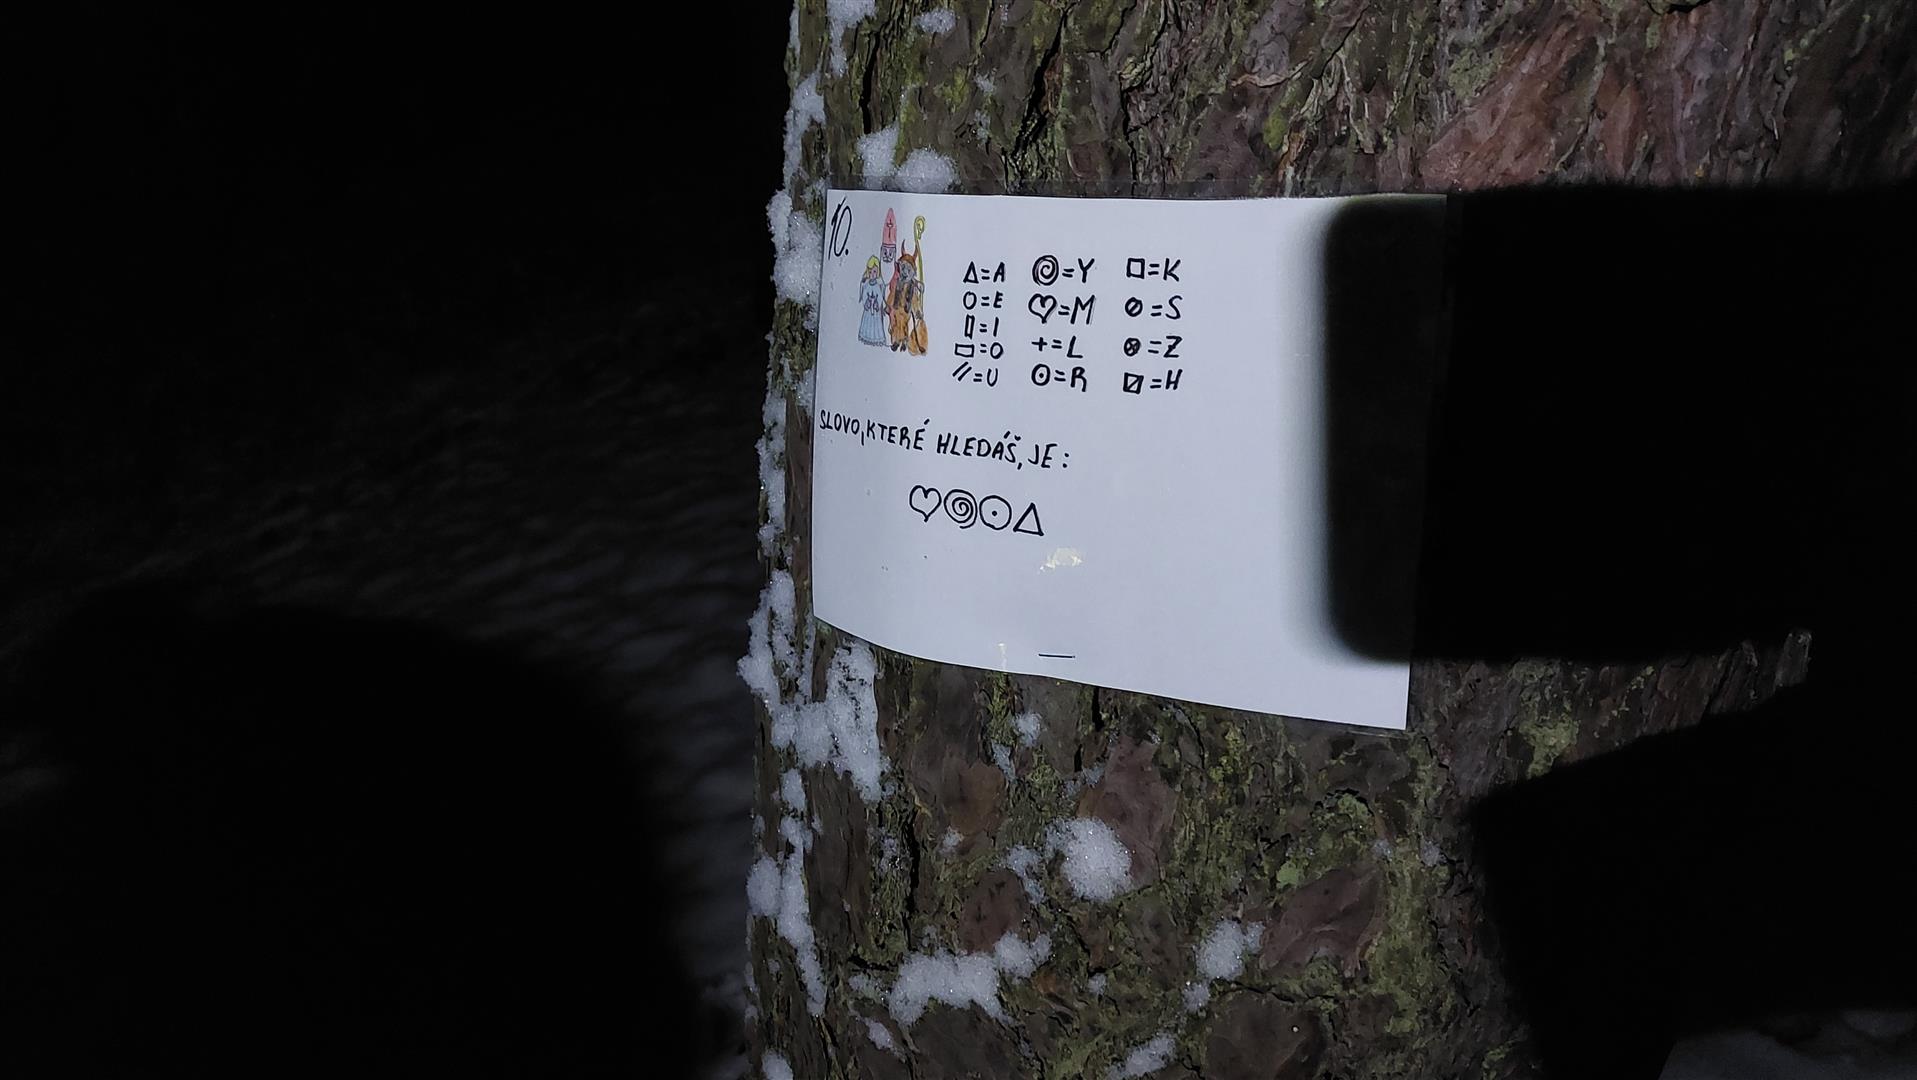 10.
△=A ◎=Y □=K
○=E ♡=M ⊘=S
▯=I +=L ⊗=Z
▭=O ⊙=R ⍁=H
//=U
SLOVO, KTERÉ HLEDÁŠ, JE:
♡◎⊙△